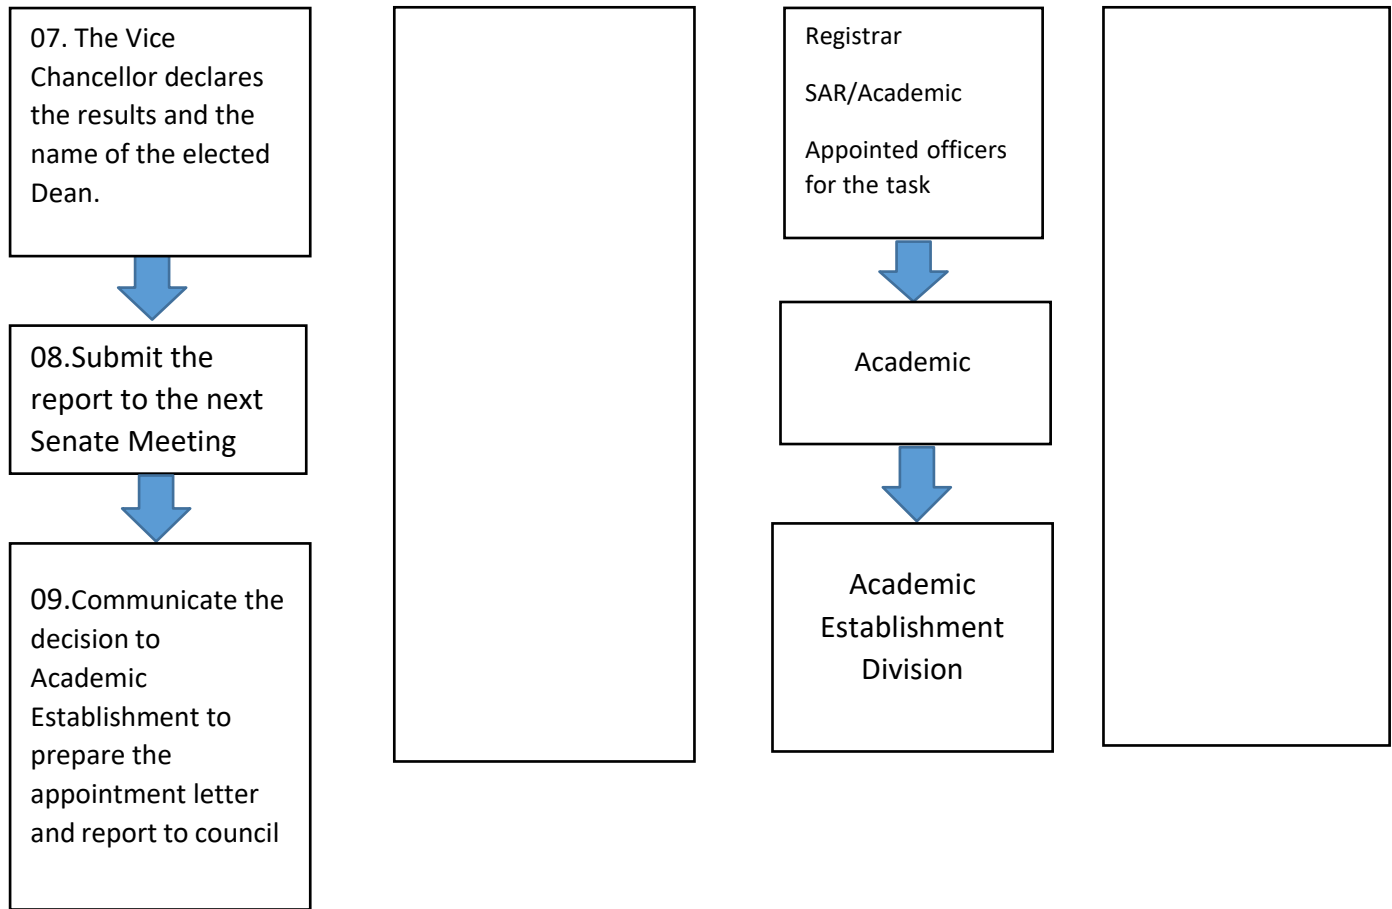 07. The Vice
Chancellor declares
the results and the
name of the elected
Dean.
08.Submit the
report to the next
Senate Meeting
09.Communicate the
decision to
Academic
Establishment to
prepare the
appointment letter
and report to council
Registrar
SAR/Academic
Appointed officers
for the task
Academic
Academic
Establishment
Division